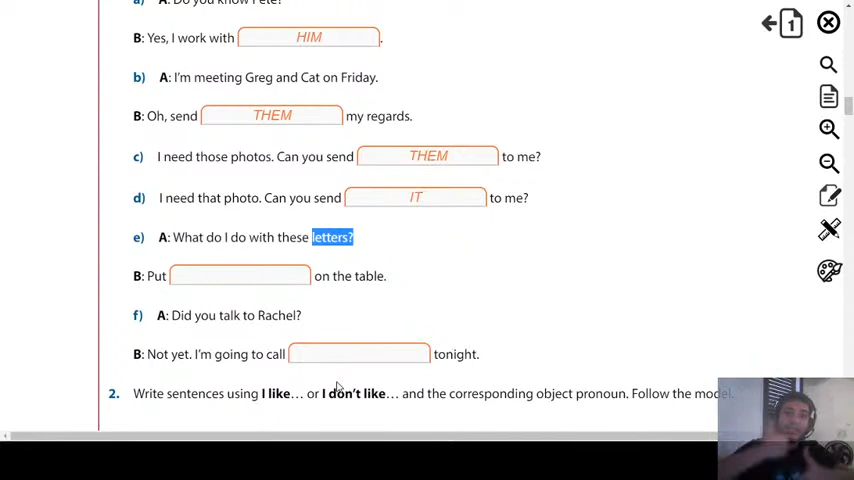 a) A: Do you know Pete?
B: Yes, I work with HIM.
b) A: I'm meeting Greg and Cat on Friday.
B: Oh, send THEM my regards.
c) I need those photos. Can you send THEM to me?
d) I need that photo. Can you send IT to me?
e) A: What do I do with these letters?
B: Put on the table.
f) A: Did you talk to Rachel?
B: Not yet. I'm going to call tonight.
2. Write sentences using I like... or I don't like... and the corresponding object pronoun. Follow the model.
1